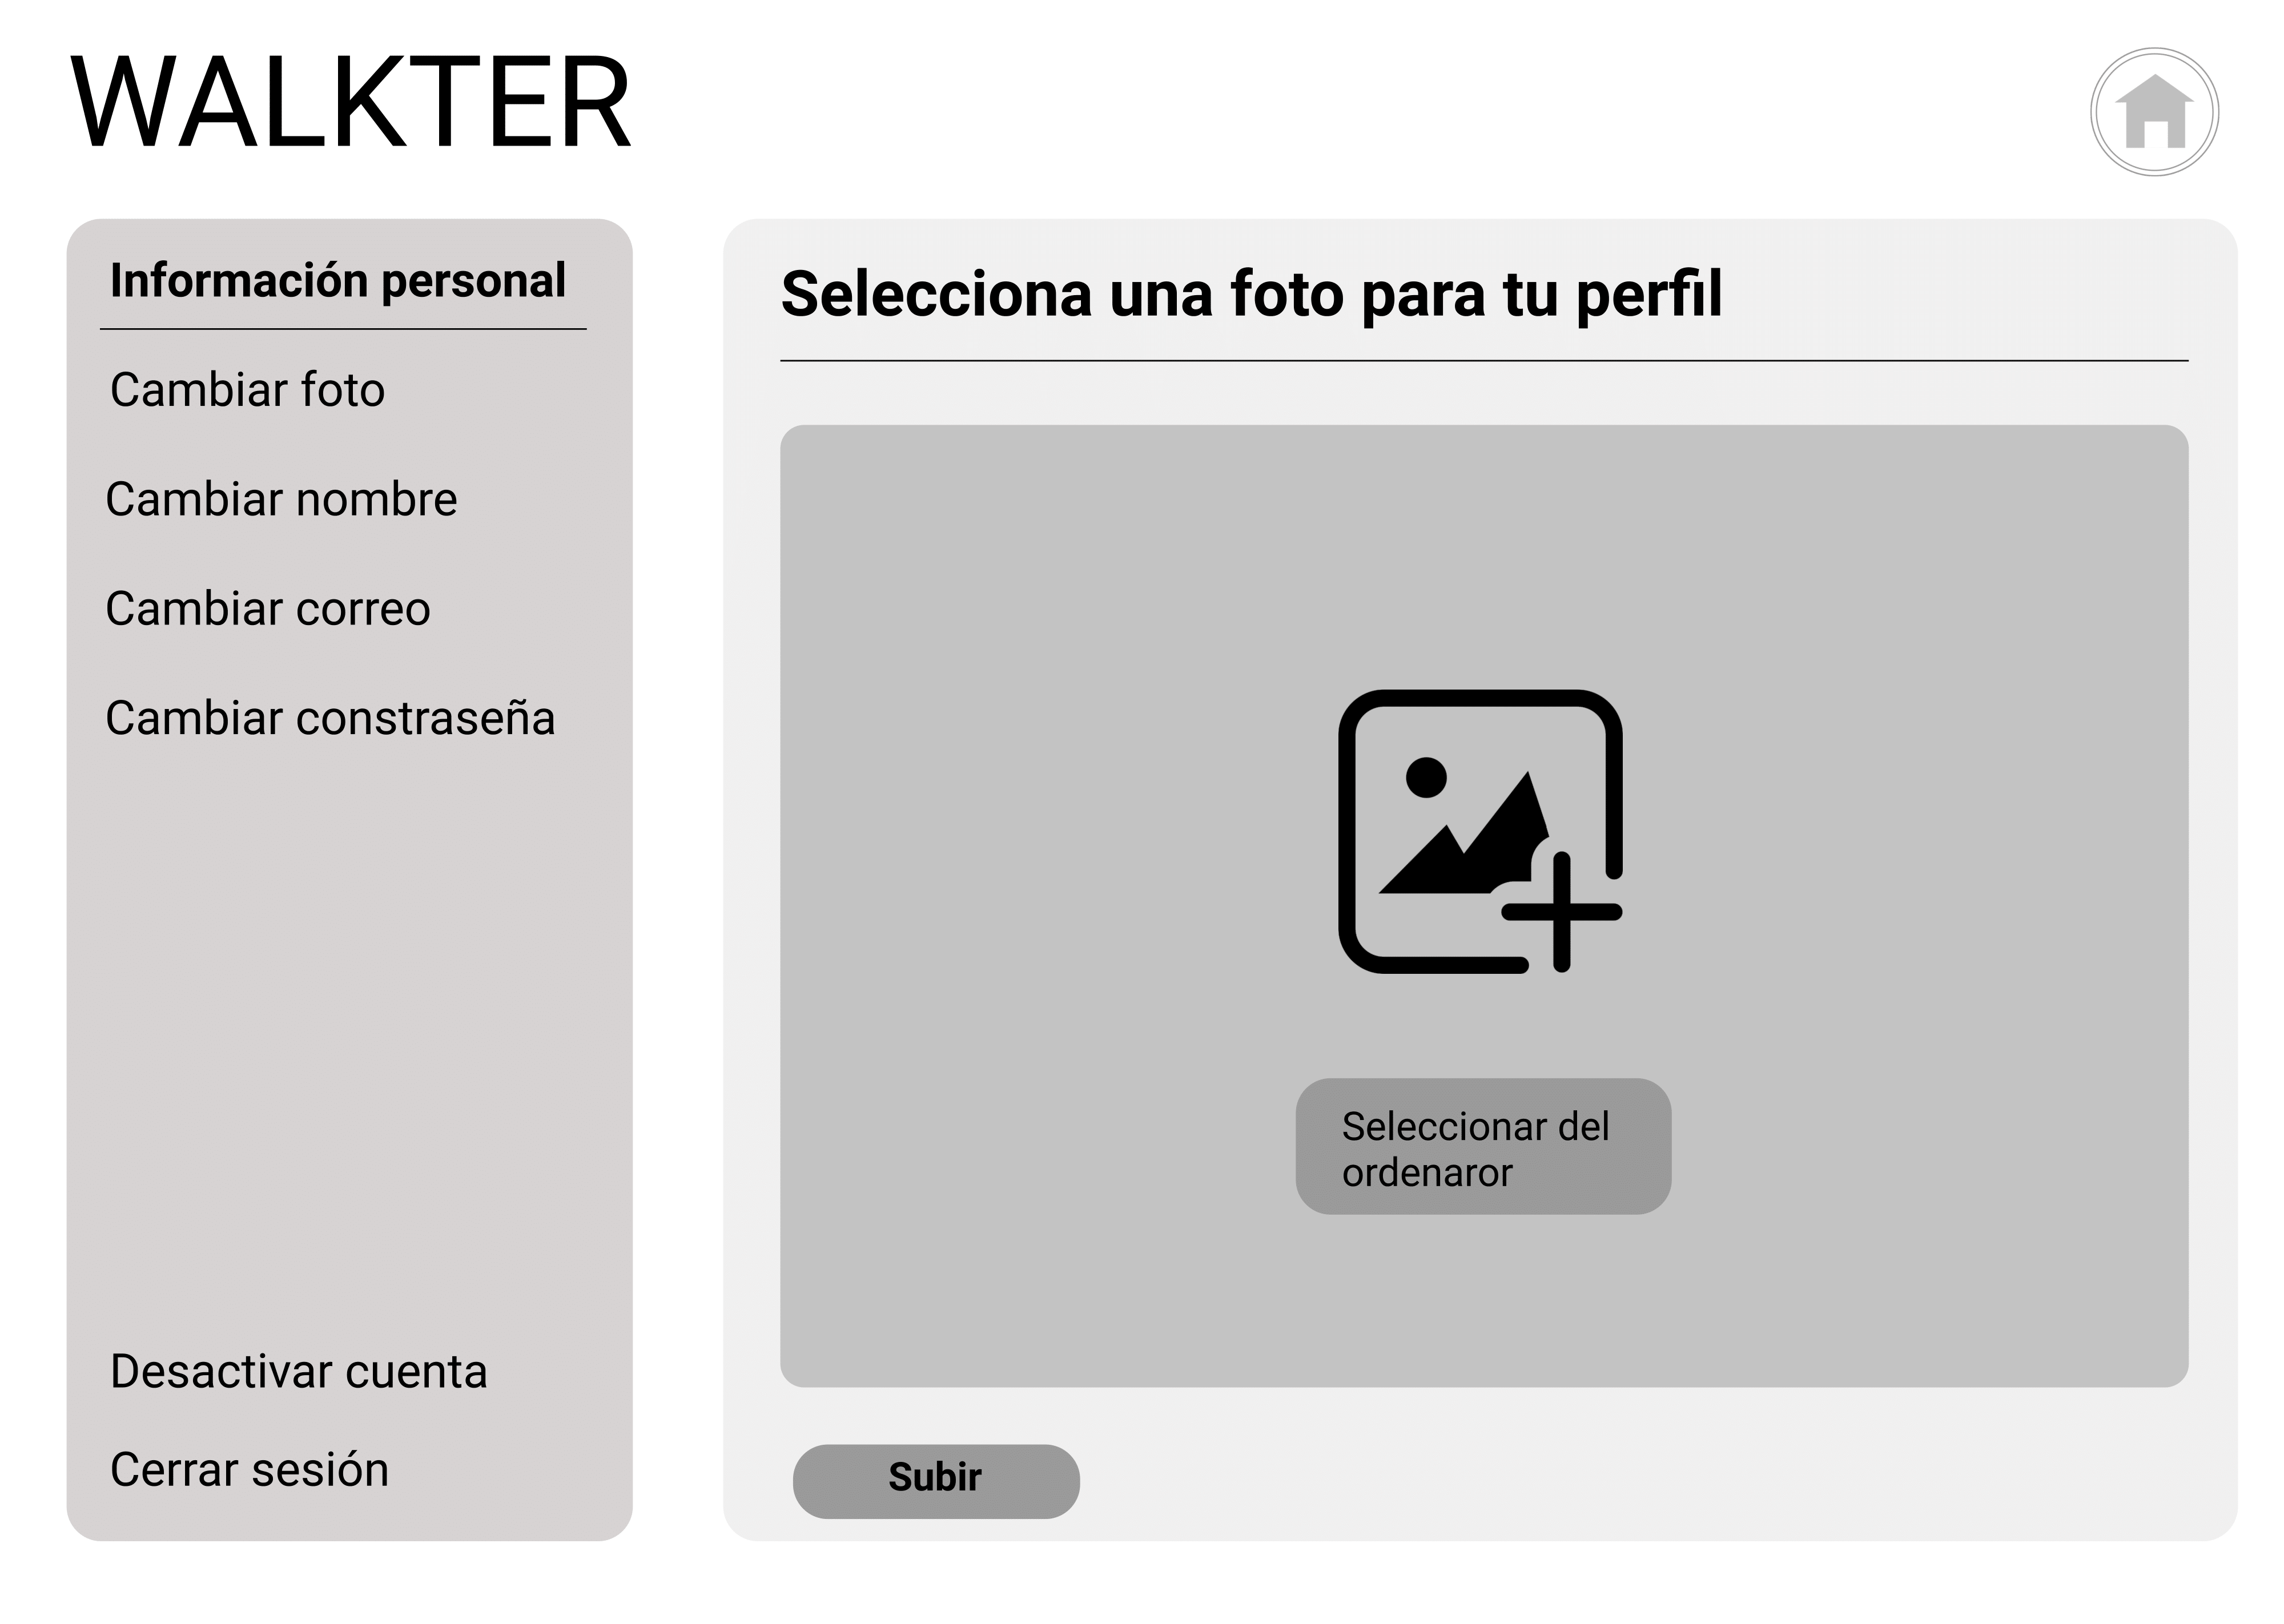 WALKTER
Información personal
Cambiar foto
Cambiar nombre
Cambiar correo
Cambiar constraseña
Desactivar cuenta
Cerrar sesión
Selecciona una foto para tu perfil
Seleccionar del
ordenaror
Subir